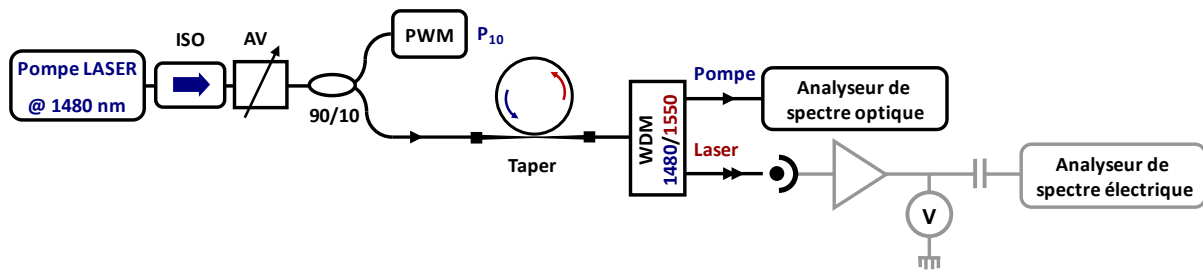 Pompe LASER
@ 1480 nm
ISO
AV
90/10
PWM
P10
Taper
WDM
1480/1550
Pompe
Laser
Analyseur de
spectre optique
V
Analyseur de
spectre électrique